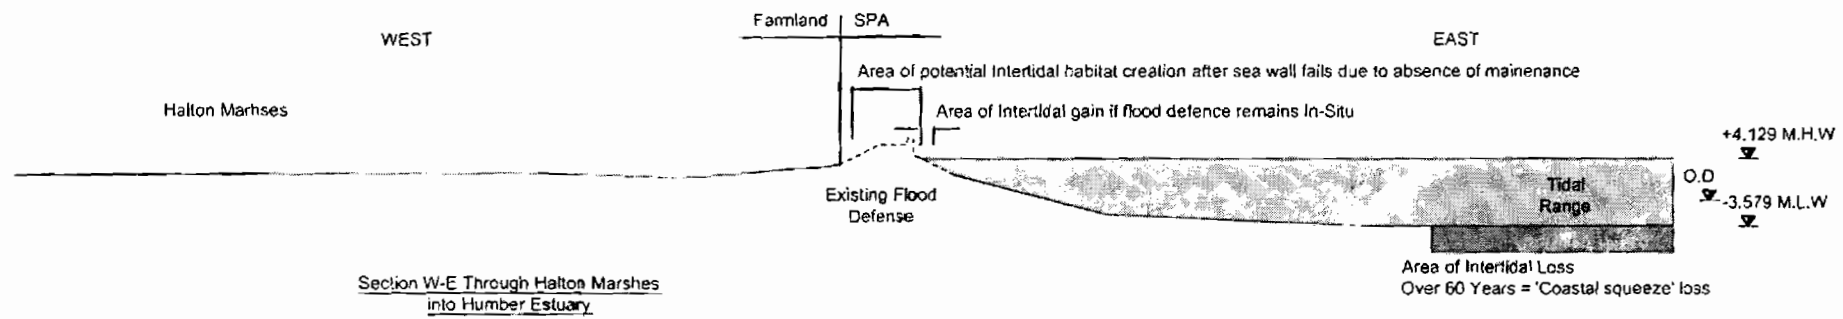 Farmland SPA
WEST
EAST
Area of potential Intertidal habitat creation after sea wall fails due to absence of mainenance
Halton Marhses
Area of Intertidal gain if flood defence remains In-Situ
+4.129 M.H.W
O.D
Tidal
Range
-3.579 M.L.W
Existing Flood
Defense
Area of Intertidal Loss
Over 60 Years = 'Coastal squeeze' loss
Section W-E Through Halton Marshes
into Humber Estuary